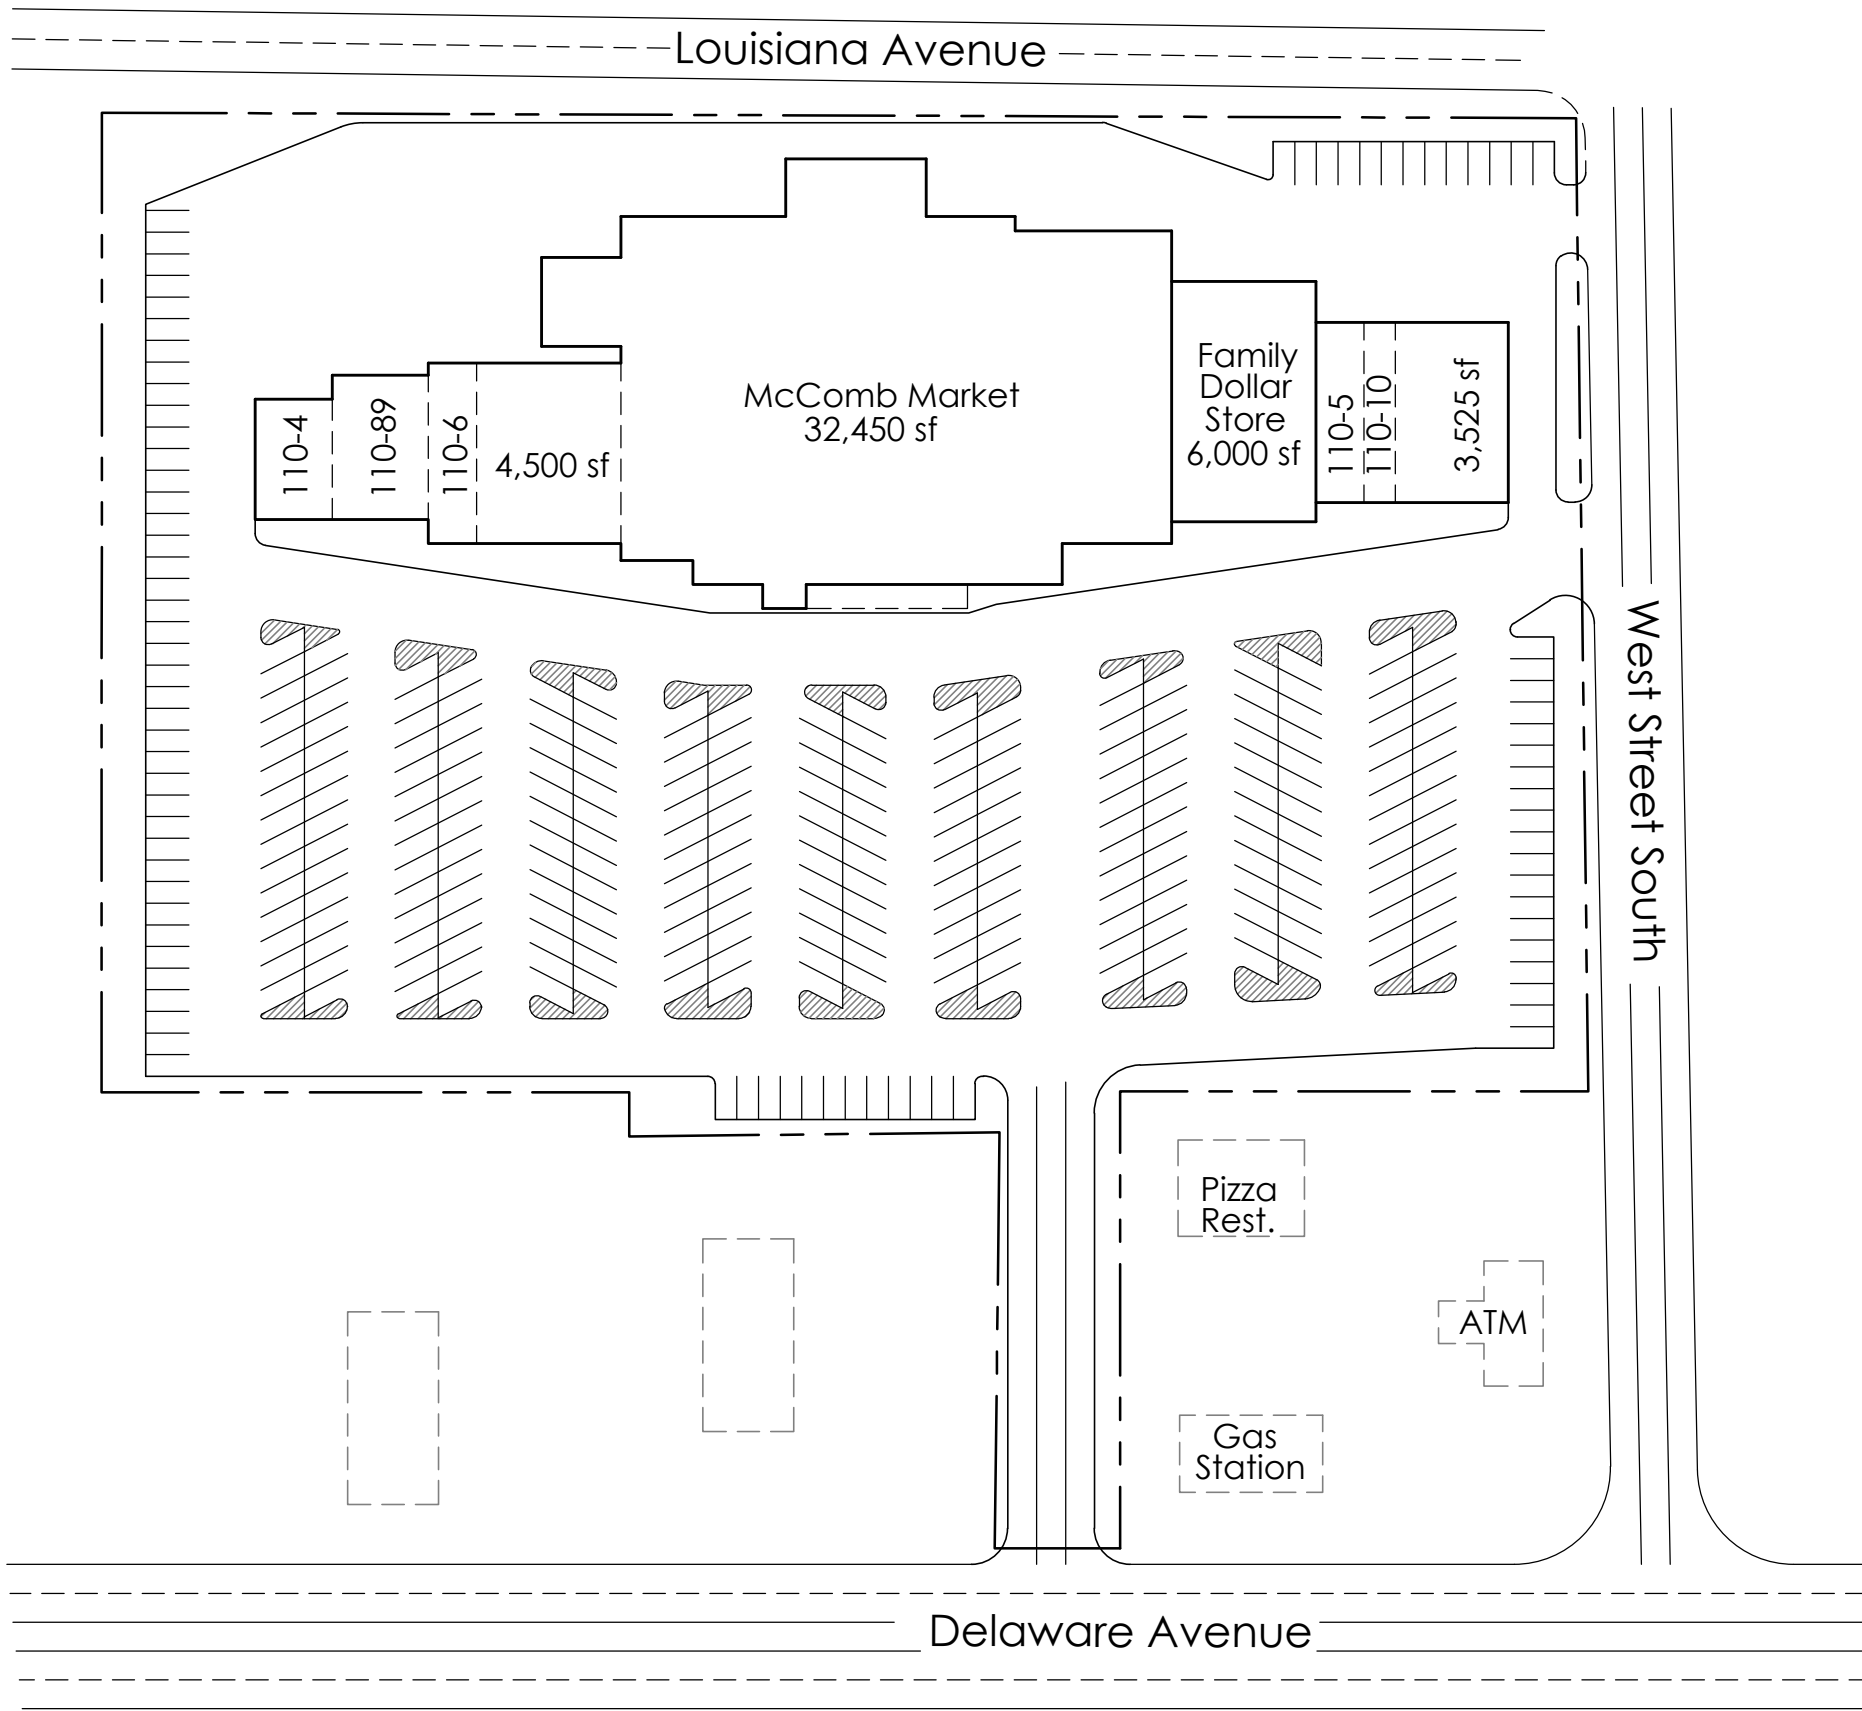 Louisiana Avenue
110-4
110-89
110-6
4,500 sf
McComb Market
32,450 sf
Family
Dollar
Store
6,000 sf
110-5
110-10
3,525 sf
West Street South
Pizza
Rest.
ATM
Gas
Station
Delaware Avenue